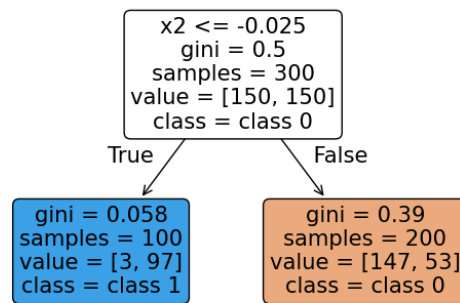 x2 <= -0.025
gini = 0.5
samples = 300
value = [150, 150]
class = class 0
True
False
gini = 0.058
samples = 100
value = [3, 97]
class = class 1
gini = 0.39
samples = 200
value = [147, 53]
class = class 0